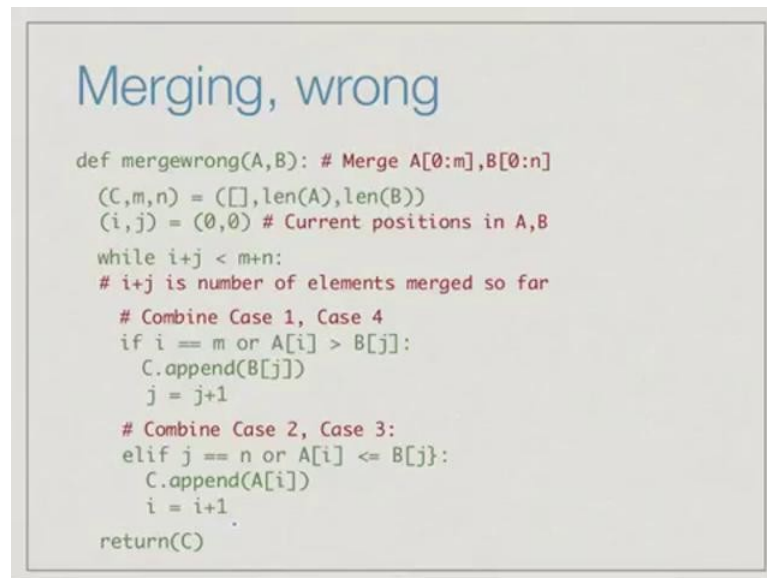 Merging, wrong
def mergewrong(A,B): # Merge A[0:m],B[0:n]
(C,m,n) = ([],len(A),len(B))
(i,j) = (0,0) # Current positions in A,B
while i+j < m+n:
# i+j is number of elements merged so far
# Combine Case 1, Case 4
if i == m or A[i] > B[j]:
C.append(B[j])
j = j+1
# Combine Case 2, Case 3:
elif j == n or A[i] <= B[j}:
C.append(A[i])
i = i+1
return(C)